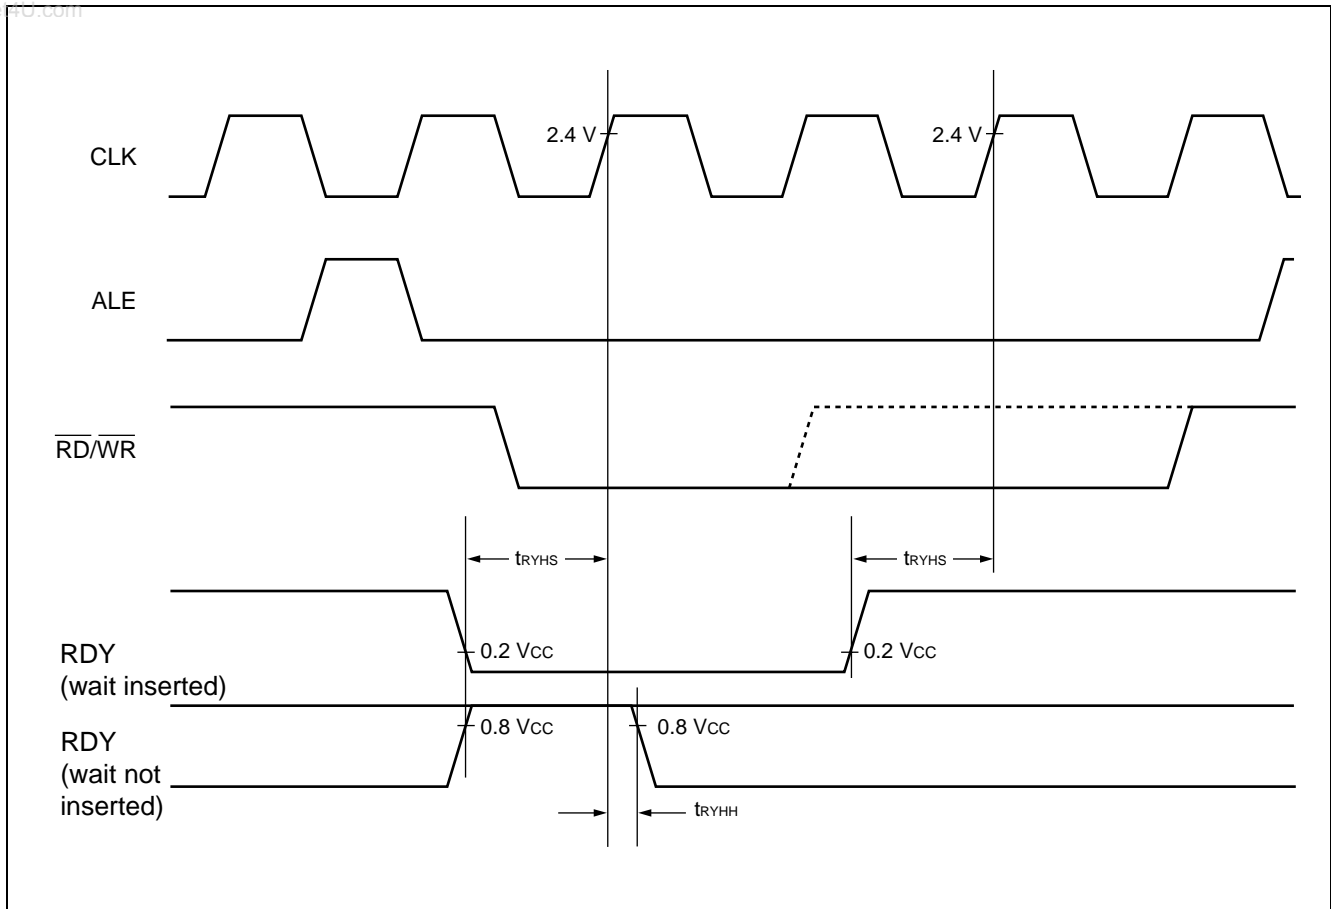 et4U.com
2.4 V
2.4 V
CLK
ALE
RD/WR
tRYHS
tRYHS
0.2 VCC
0.2 VCC
RDY
(wait inserted)
0.8 VCC
0.8 VCC
RDY
(wait not
inserted)
tRYHH